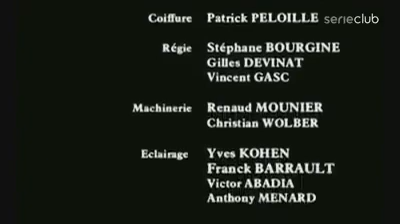 serieclub
Coiffure Patrick PELOILLE
Régie Stéphane BOURGINE
Gilles DEVINAT
Vincent GASC
Machinerie Renaud MOUNIER
Christian WOLBER
Eclairage Yves KOHEN
Franck BARRAULT
Victor ABADIA
Anthony MENARD